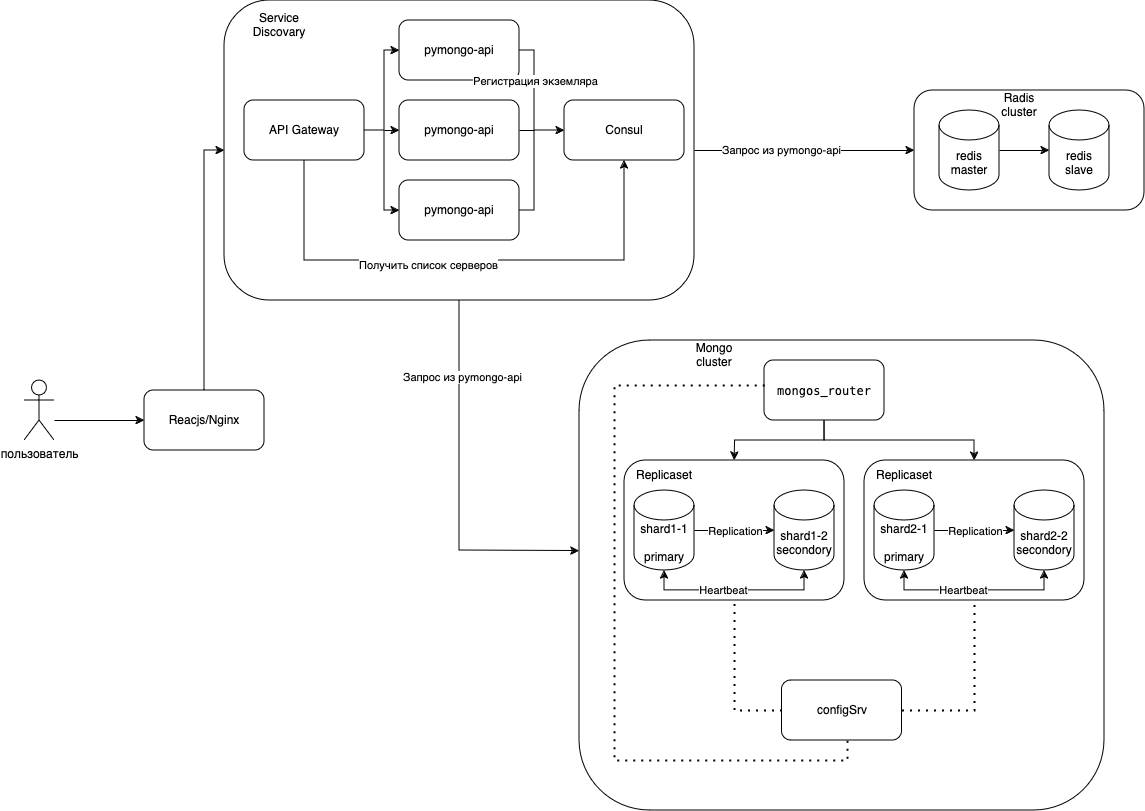 Service
Discovary
pymongo-api
Регистрация экземляра
API Gateway
pymongo-api
Consul
pymongo-api
Получить список серверов
Запрос из pymongo-api
Radis
cluster
redis
master
redis
slave
Запрос из pymongo-api
пользователь
Reacjs/Nginx
Mongo
cluster
mongos_router
Replicaset
shard1-1
primary
Replication
shard1-2
secondory
Heartbeat
Replicaset
shard2-1
primary
Replication
shard2-2
secondory
Heartbeat
configSrv